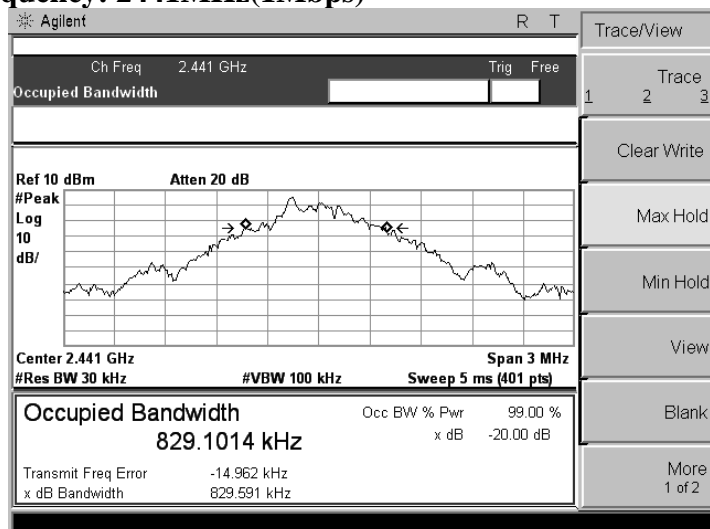 quency: 2441MHz(1Mbps)
Agilent R T
Trace/View
Ch Freq 2.441 GHz Trig Free
Occupied Bandwidth
Trace
1 2 3
Clear Write
Max Hold
Min Hold
View
Blank
More
1 of 2
Ref 10 dBm Atten 20 dB
#Peak
Log
10
dB/
Center 2.441 GHz Span 3 MHz
#Res BW 30 kHz #VBW 100 kHz Sweep 5 ms (401 pts)
Occupied Bandwidth
829.1014 kHz
Occ BW % Pwr 99.00 %
x dB -20.00 dB
Transmit Freq Error -14.962 kHz
x dB Bandwidth 829.591 kHz